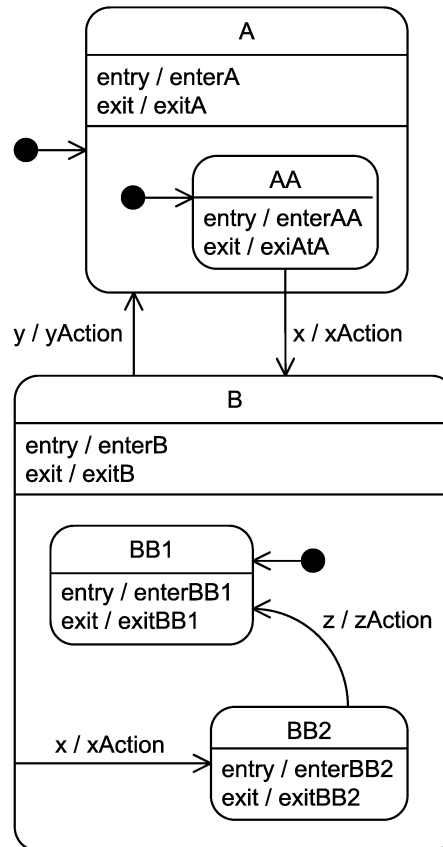 A
entry / enterA
exit / exitA
AA
entry / enterAA
exit / exiAtA
y / yAction
x / xAction
B
entry / enterB
exit / exitB
BB1
entry / enterBB1
exit / exitBB1
z / zAction
x / xAction
BB2
entry / enterBB2
exit / exitBB2